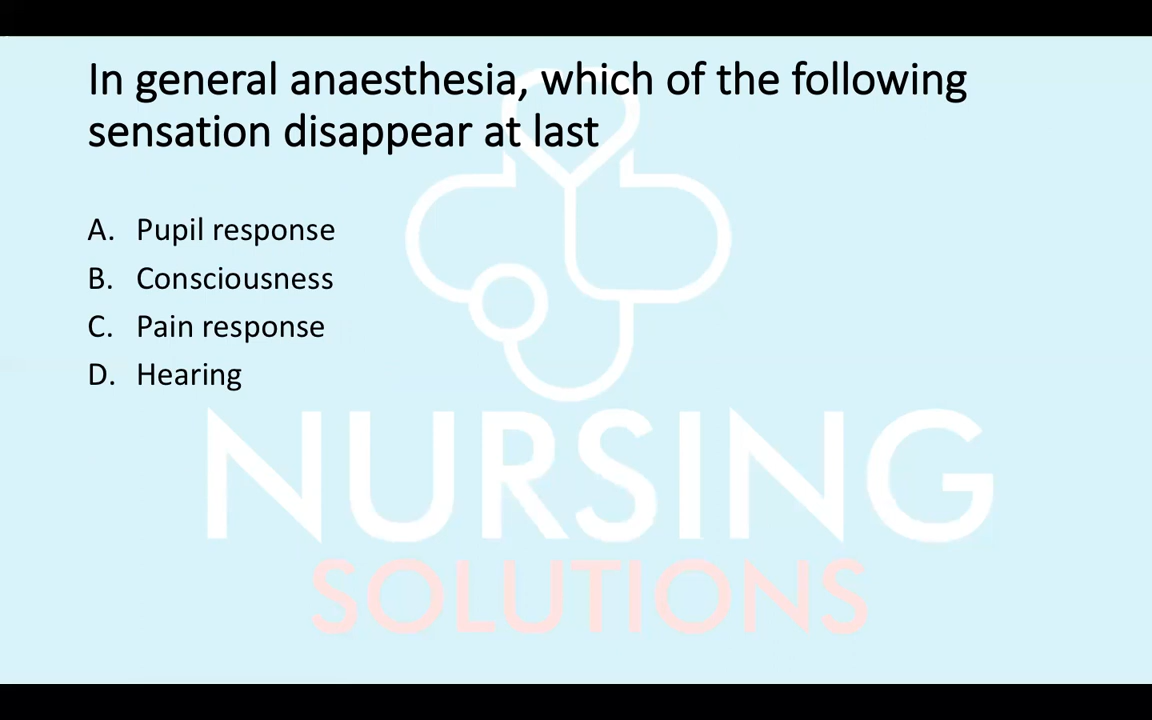 In general anaesthesia, which of the following
sensation disappear at last
A. Pupil response
B. Consciousness
C. Pain response
D. Hearing
NURSING
SOLUTIONS